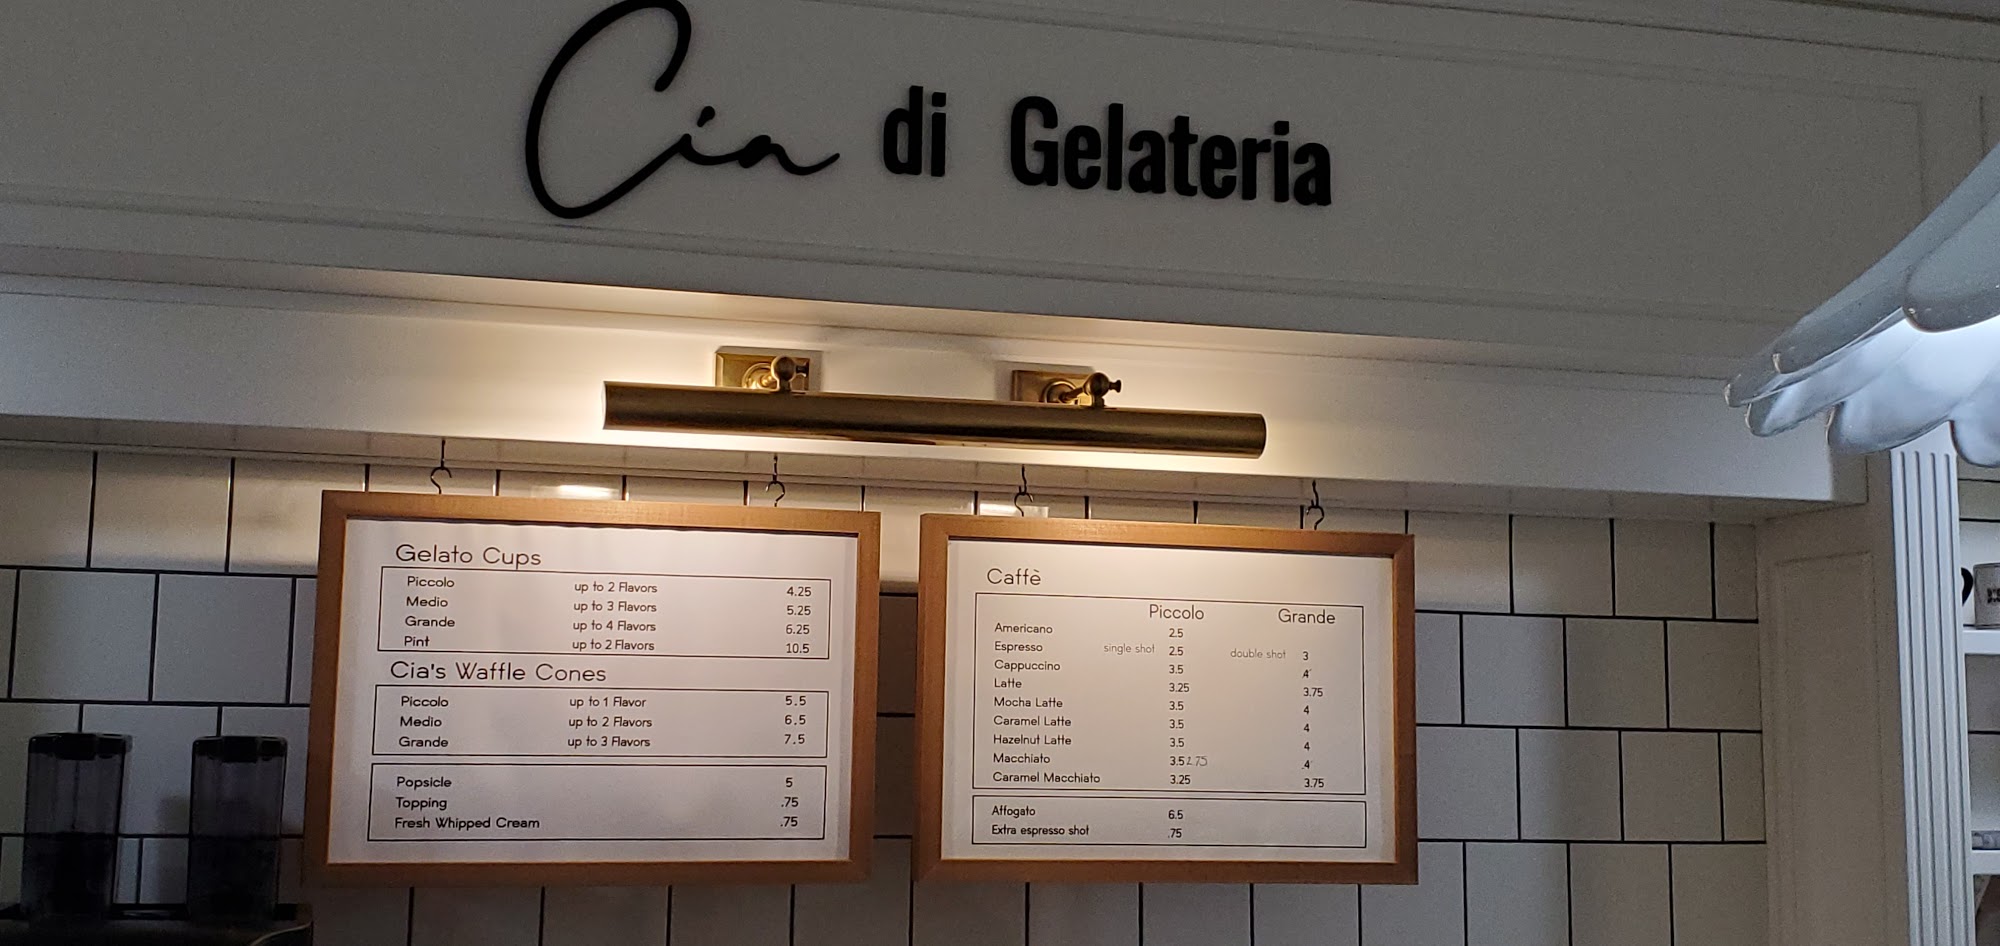 Cia di Gelateria
Gelato Cups
Piccolo up to 2 Flavors 4.25
Medio up to 3 Flavors 5.25
Grande up to 4 Flavors 6.25
Pint up to 2 Flavors 10.5
Cia's Waffle Cones
Piccolo up to 1 Flavor 5.5
Medio up to 2 Flavors 6.5
Grande up to 3 Flavors 7.5
Popsicle 5
Topping .75
Fresh Whipped Cream .75
Caffè
Piccolo Grande
Americano 2.5
Espresso single shot 2.5 double shot 3
Cappuccino 3.5 4
Latte 3.25 3.75
Mocha Latte 3.5 4
Caramel Latte 3.5 4
Hazelnut Latte 3.5 4
Macchiato 3.5 4
Caramel Macchiato 3.25 3.75
Affogato 6.5
Extra espresso shot .75